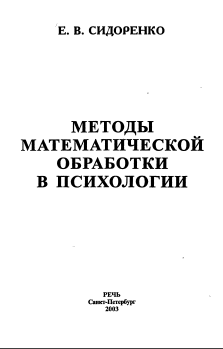 Е. В. СИДОРЕНКО
МЕТОДЫ
МАТЕМАТИЧЕСКОЙ
ОБРАБОТКИ
В ПСИХОЛОГИИ
РЕЧЬ
Санкт-Петербург
2003